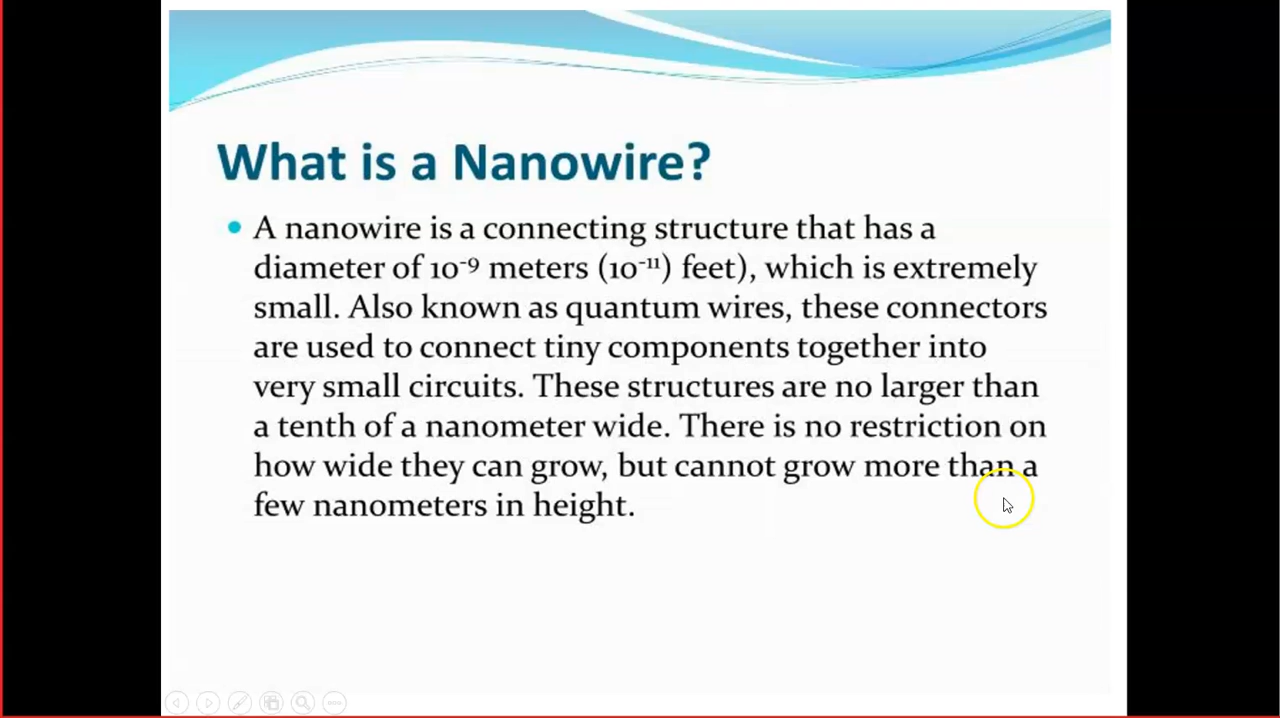 What is a Nanowire?
• A nanowire is a connecting structure that has a
diameter of 10⁻⁹ meters (10⁻¹¹) feet), which is extremely
small. Also known as quantum wires, these connectors
are used to connect tiny components together into
very small circuits. These structures are no larger than
a tenth of a nanometer wide. There is no restriction on
how wide they can grow, but cannot grow more than a
few nanometers in height.